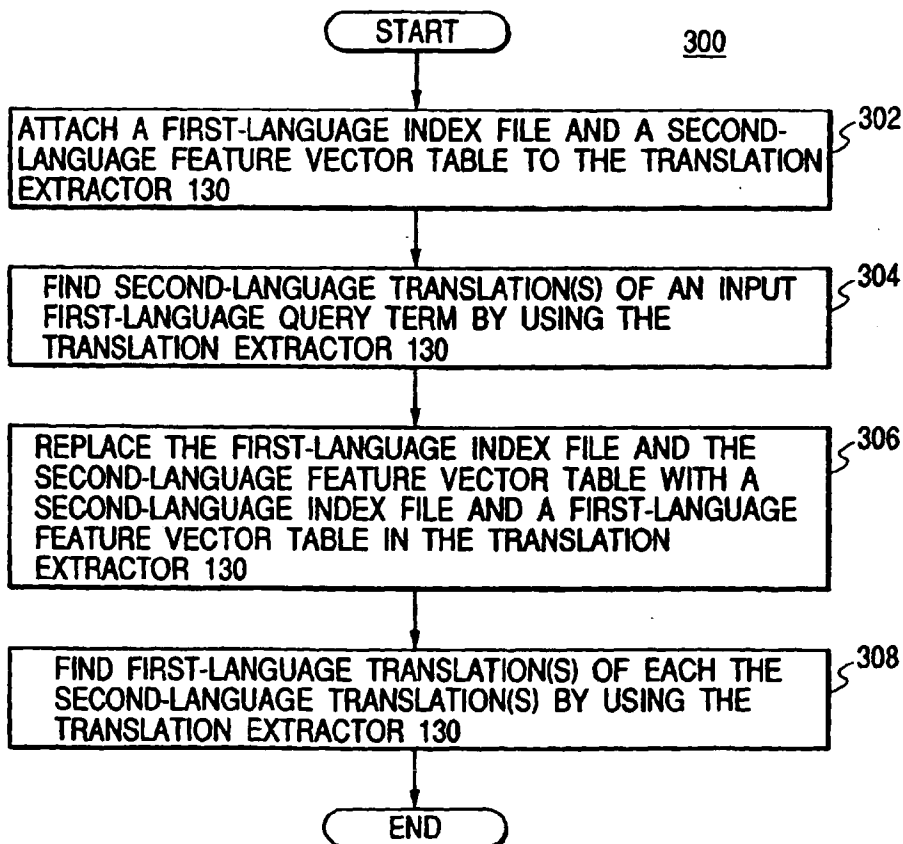 START
300
ATTACH A FIRST-LANGUAGE INDEX FILE AND A SECOND-
LANGUAGE FEATURE VECTOR TABLE TO THE TRANSLATION
EXTRACTOR 130
302
FIND SECOND-LANGUAGE TRANSLATION(S) OF AN INPUT
FIRST-LANGUAGE QUERY TERM BY USING THE
TRANSLATION EXTRACTOR 130
304
REPLACE THE FIRST-LANGUAGE INDEX FILE AND THE
SECOND-LANGUAGE FEATURE VECTOR TABLE WITH A
SECOND-LANGUAGE INDEX FILE AND A FIRST-LANGUAGE
FEATURE VECTOR TABLE IN THE TRANSLATION
EXTRACTOR 130
306
FIND FIRST-LANGUAGE TRANSLATION(S) OF EACH THE
SECOND-LANGUAGE TRANSLATION(S) BY USING THE
TRANSLATION EXTRACTOR 130
308
END